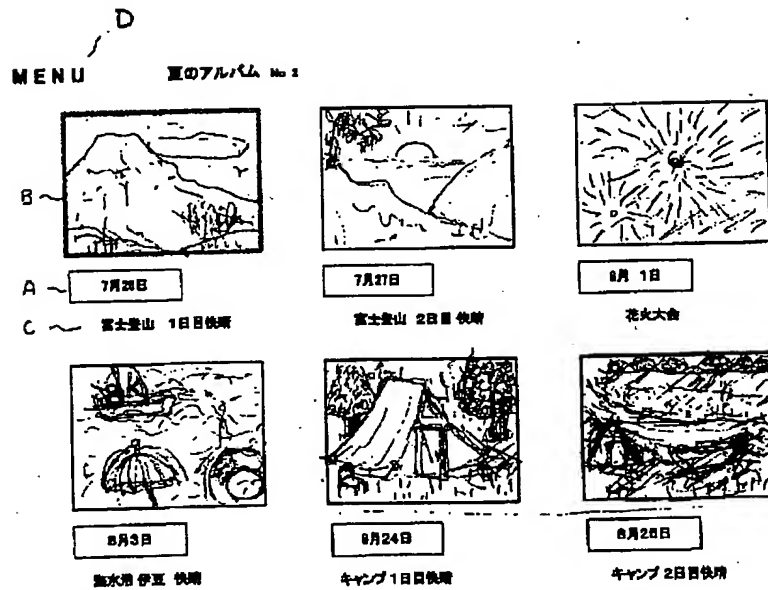 D
MENU 夏のアルバム No 1
B
A 7月26日 7月27日 8月 1日
C 富士登山 1日目快晴 富士登山 2日目 快晴 花火大会
8月3日 8月24日 8月25日
海水浴 伊豆 快晴 キャンプ1日目快晴 キャンプ 2日目快晴